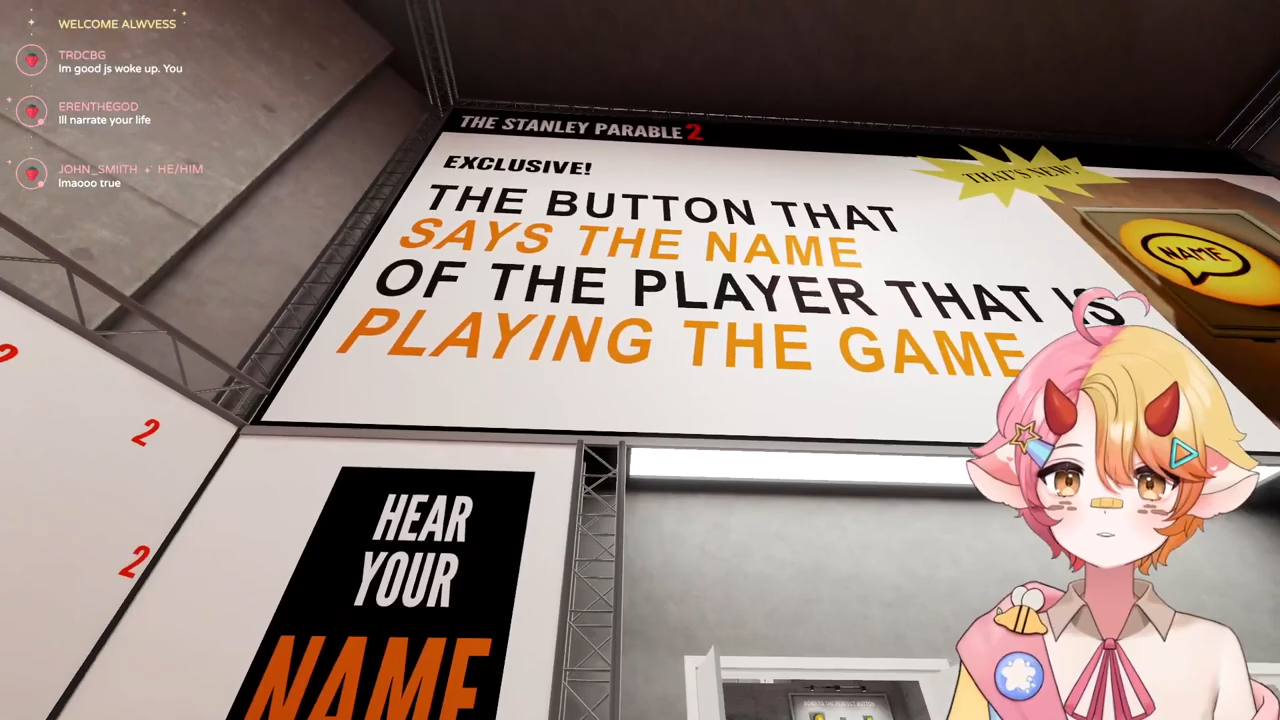 WELCOME ALWVESS
TRDCBG
Im good js woke up. You
ERENTHEGOD
Ill narrate your life
JOHN_SMIITH ✦ HE/HIM
lmaooo true
THE STANLEY PARABLE 2
EXCLUSIVE!
THAT'S NEW!
THE BUTTON THAT
SAYS THE NAME
OF THE PLAYER THAT IS
PLAYING THE GAME
NAME
2
2
2
HEAR
YOUR
NAME